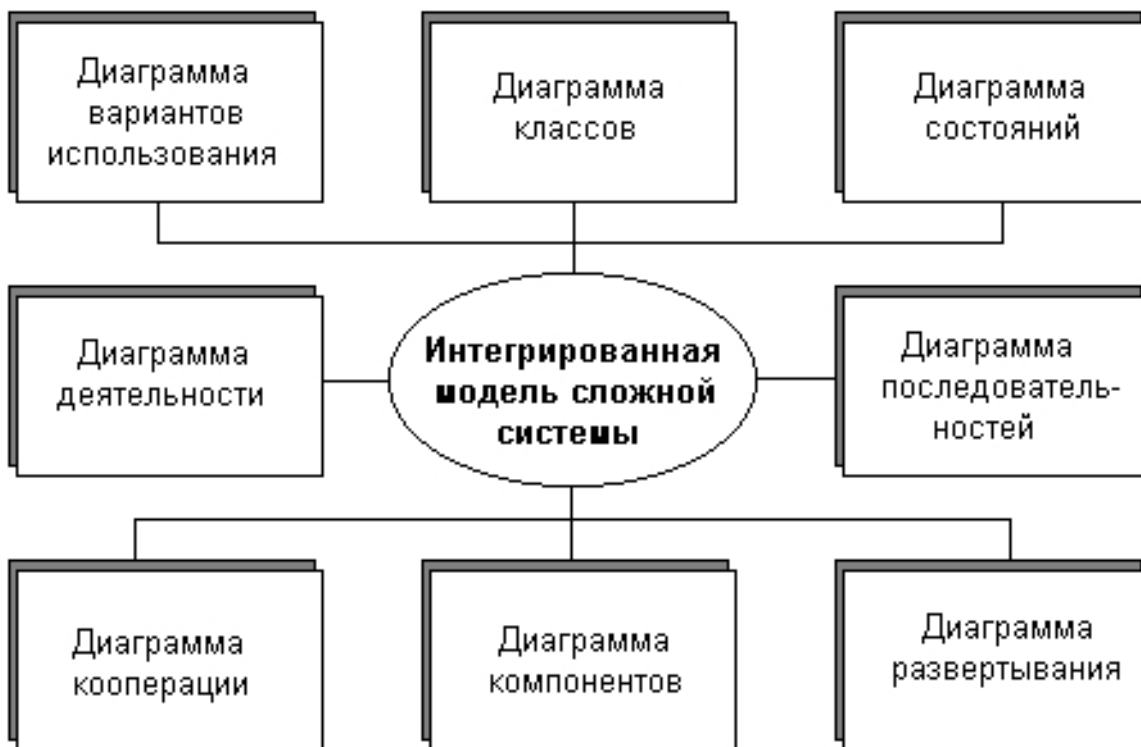 Диаграмма
вариантов
использования
Диаграмма
классов
Диаграмма
состояний
Диаграмма
деятельности
Интегрированная
модель сложной
системы
Диаграмма
последователь-
ностей
Диаграмма
кооперации
Диаграмма
компонентов
Диаграмма
развертывания